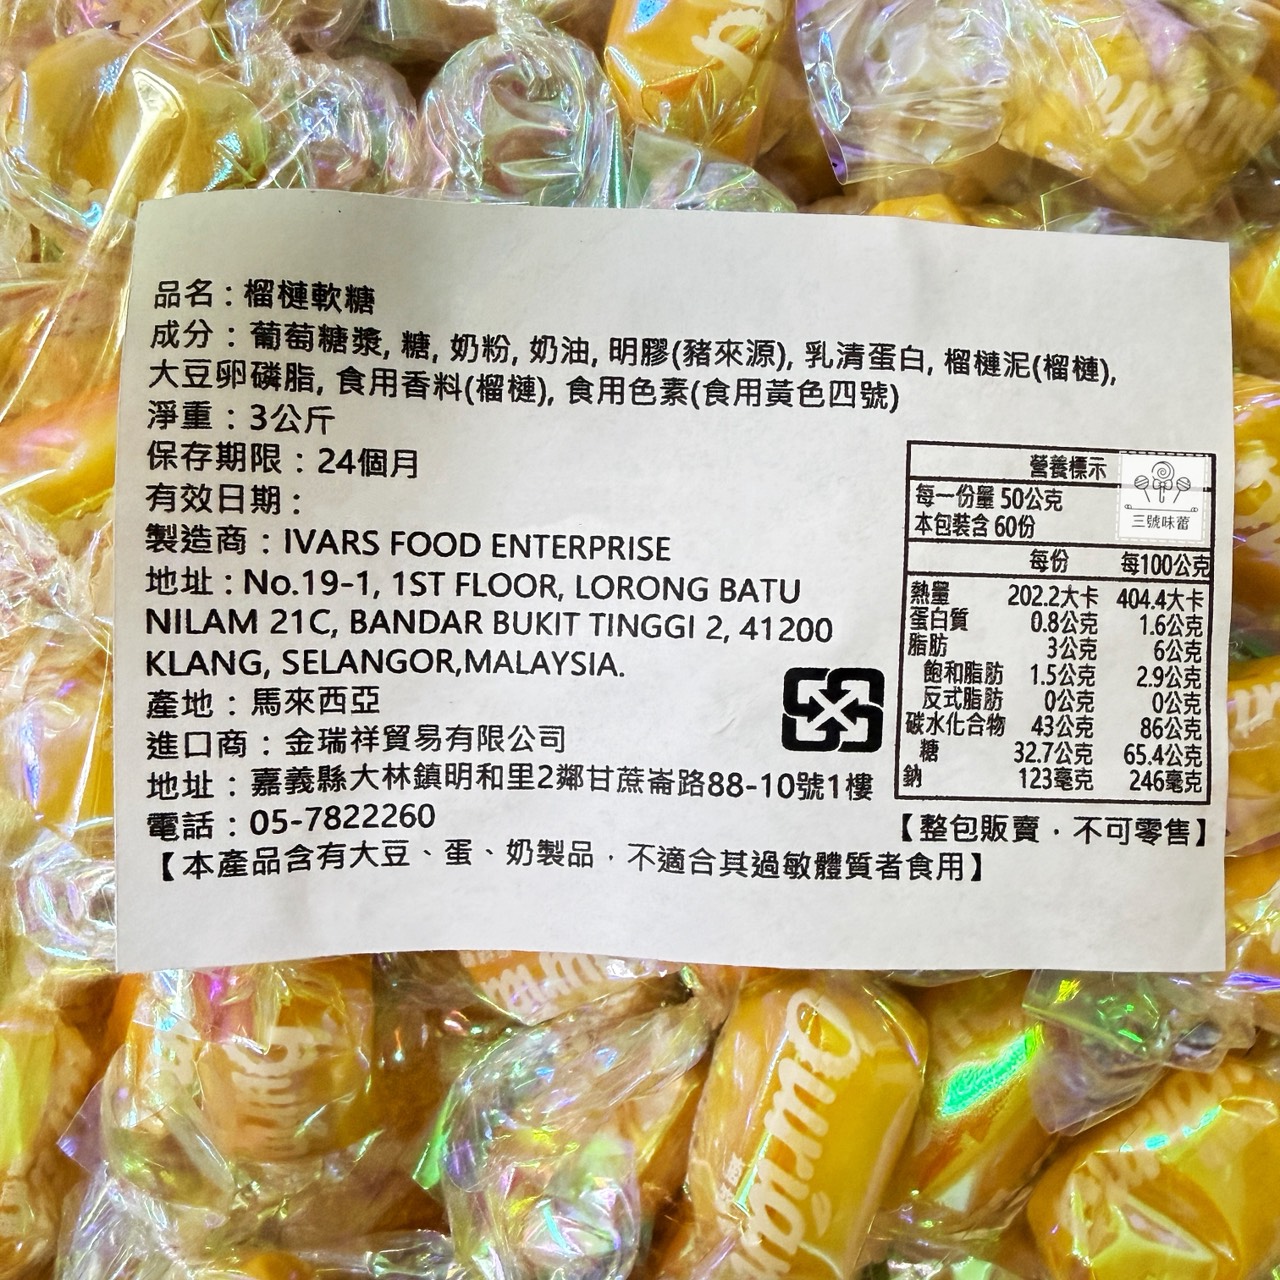 品名：榴槤軟糖
成分：葡萄糖漿, 糖, 奶粉, 奶油, 明膠(豬來源), 乳清蛋白, 榴槤泥(榴槤),
大豆卵磷脂, 食用香料(榴槤), 食用色素(食用黃色四號)
淨重：3公斤
保存期限：24個月
有效日期：
製造商：IVARS FOOD ENTERPRISE
地址：No.19-1, 1ST FLOOR, LORONG BATU
NILAM 21C, BANDAR BUKIT TINGGI 2, 41200
KLANG, SELANGOR,MALAYSIA.
產地：馬來西亞
進口商：金瑞祥貿易有限公司
地址：嘉義縣大林鎮明和里2鄰甘蔗崙路88-10號1樓
電話：05-7822260
【本產品含有大豆、蛋、奶製品，不適合其過敏體質者食用】
營養標示
三號味蕾
每一份量 50公克
本包裝含 60份
每份 每100公克
熱量 202.2大卡 404.4大卡
蛋白質 0.8公克 1.6公克
脂肪 3公克 6公克
飽和脂肪 1.5公克 2.9公克
反式脂肪 0公克 0公克
碳水化合物 43公克 86公克
糖 32.7公克 65.4公克
鈉 123毫克 246毫克
【整包販賣，不可零售】
Durian